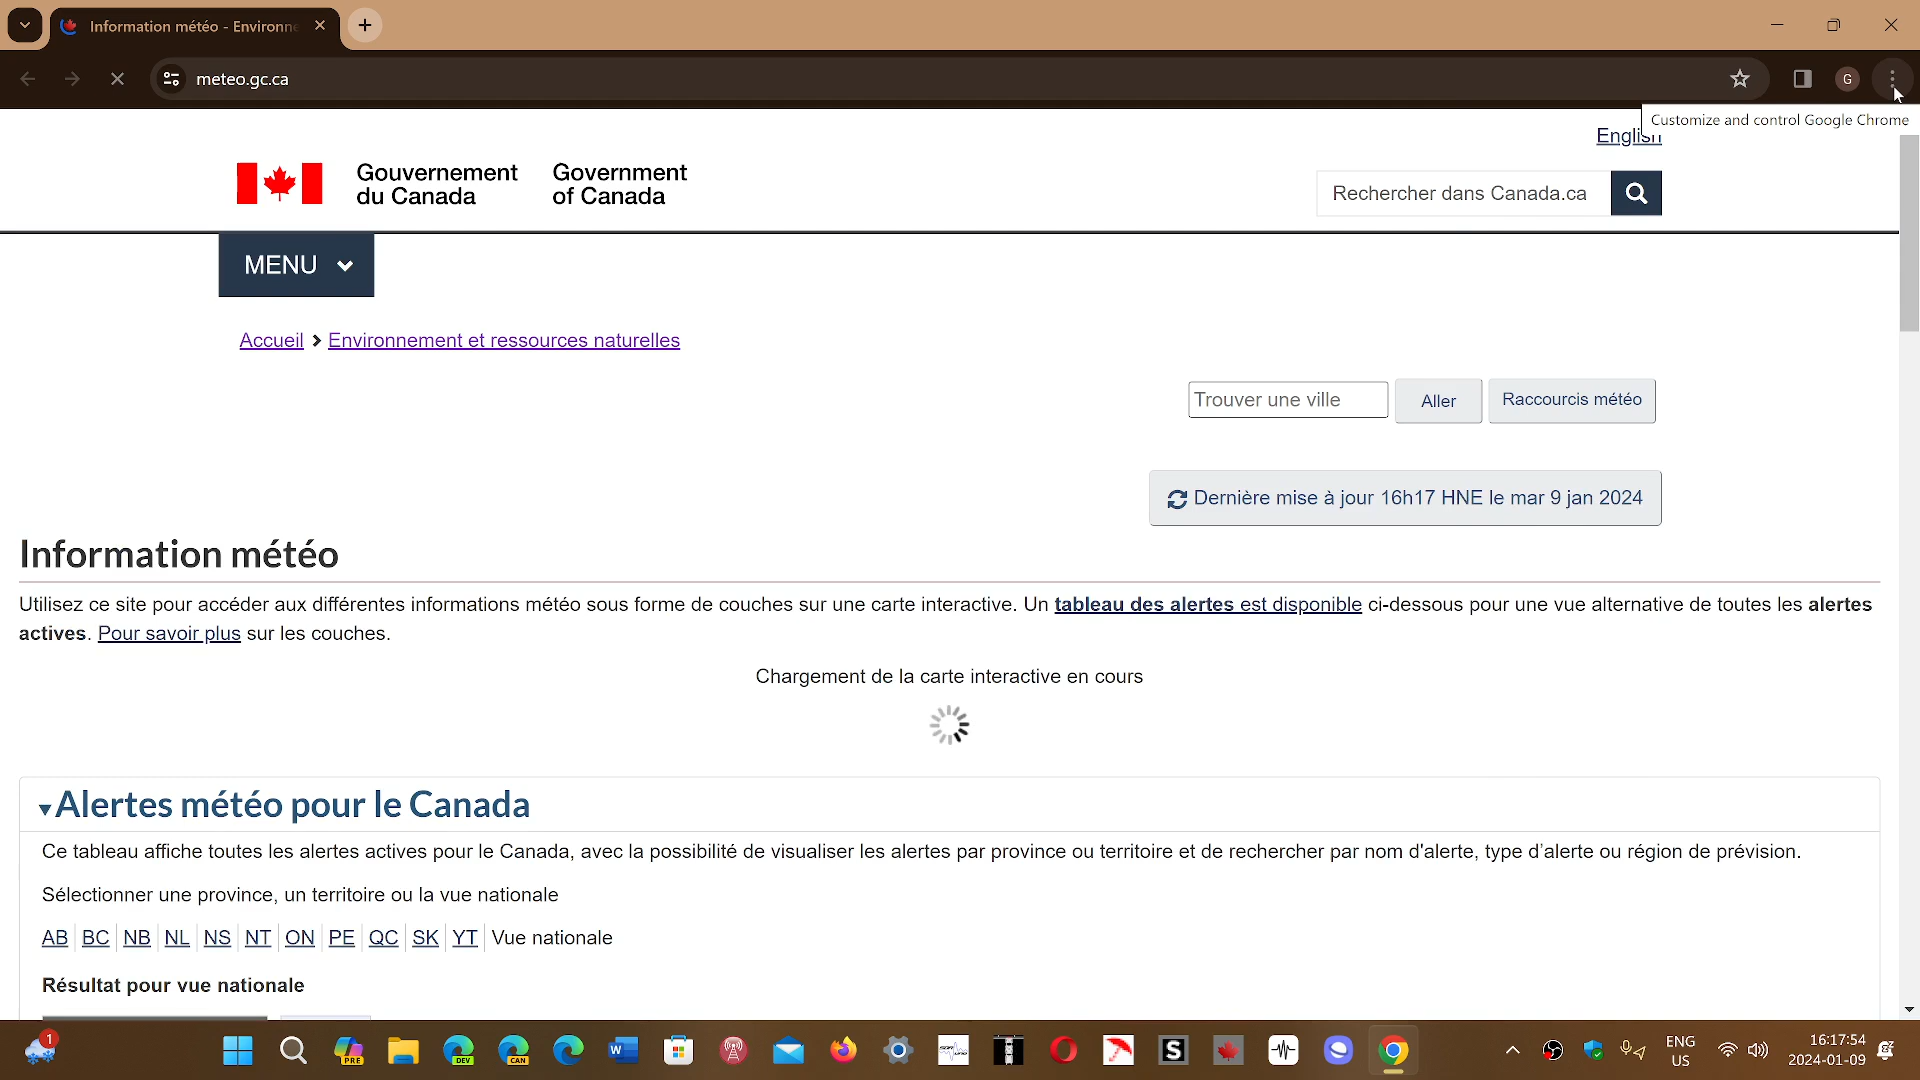 Information météo - Environne
meteo.gc.ca
G
Customize and control Google Chrome
English
Gouvernement du Canada
Government of Canada
Rechercher dans Canada.ca
MENU
Accueil > Environnement et ressources naturelles
Trouver une ville
Aller
Raccourcis météo
Dernière mise à jour 16h17 HNE le mar 9 jan 2024
Information météo
Utilisez ce site pour accéder aux différentes informations météo sous forme de couches sur une carte interactive. Un tableau des alertes est disponible ci-dessous pour une vue alternative de toutes les alertes
actives. Pour savoir plus sur les couches.
Chargement de la carte interactive en cours
Alertes météo pour le Canada
Ce tableau affiche toutes les alertes actives pour le Canada, avec la possibilité de visualiser les alertes par province ou territoire et de rechercher par nom d'alerte, type d'alerte ou région de prévision.
Sélectionner une province, un territoire ou la vue nationale
AB BC NB NL NS NT ON PE QC SK YT Vue nationale
Résultat pour vue nationale
1
PRE
DEV
CAN
W
S
ENG
US
16:17:54
2024-01-09